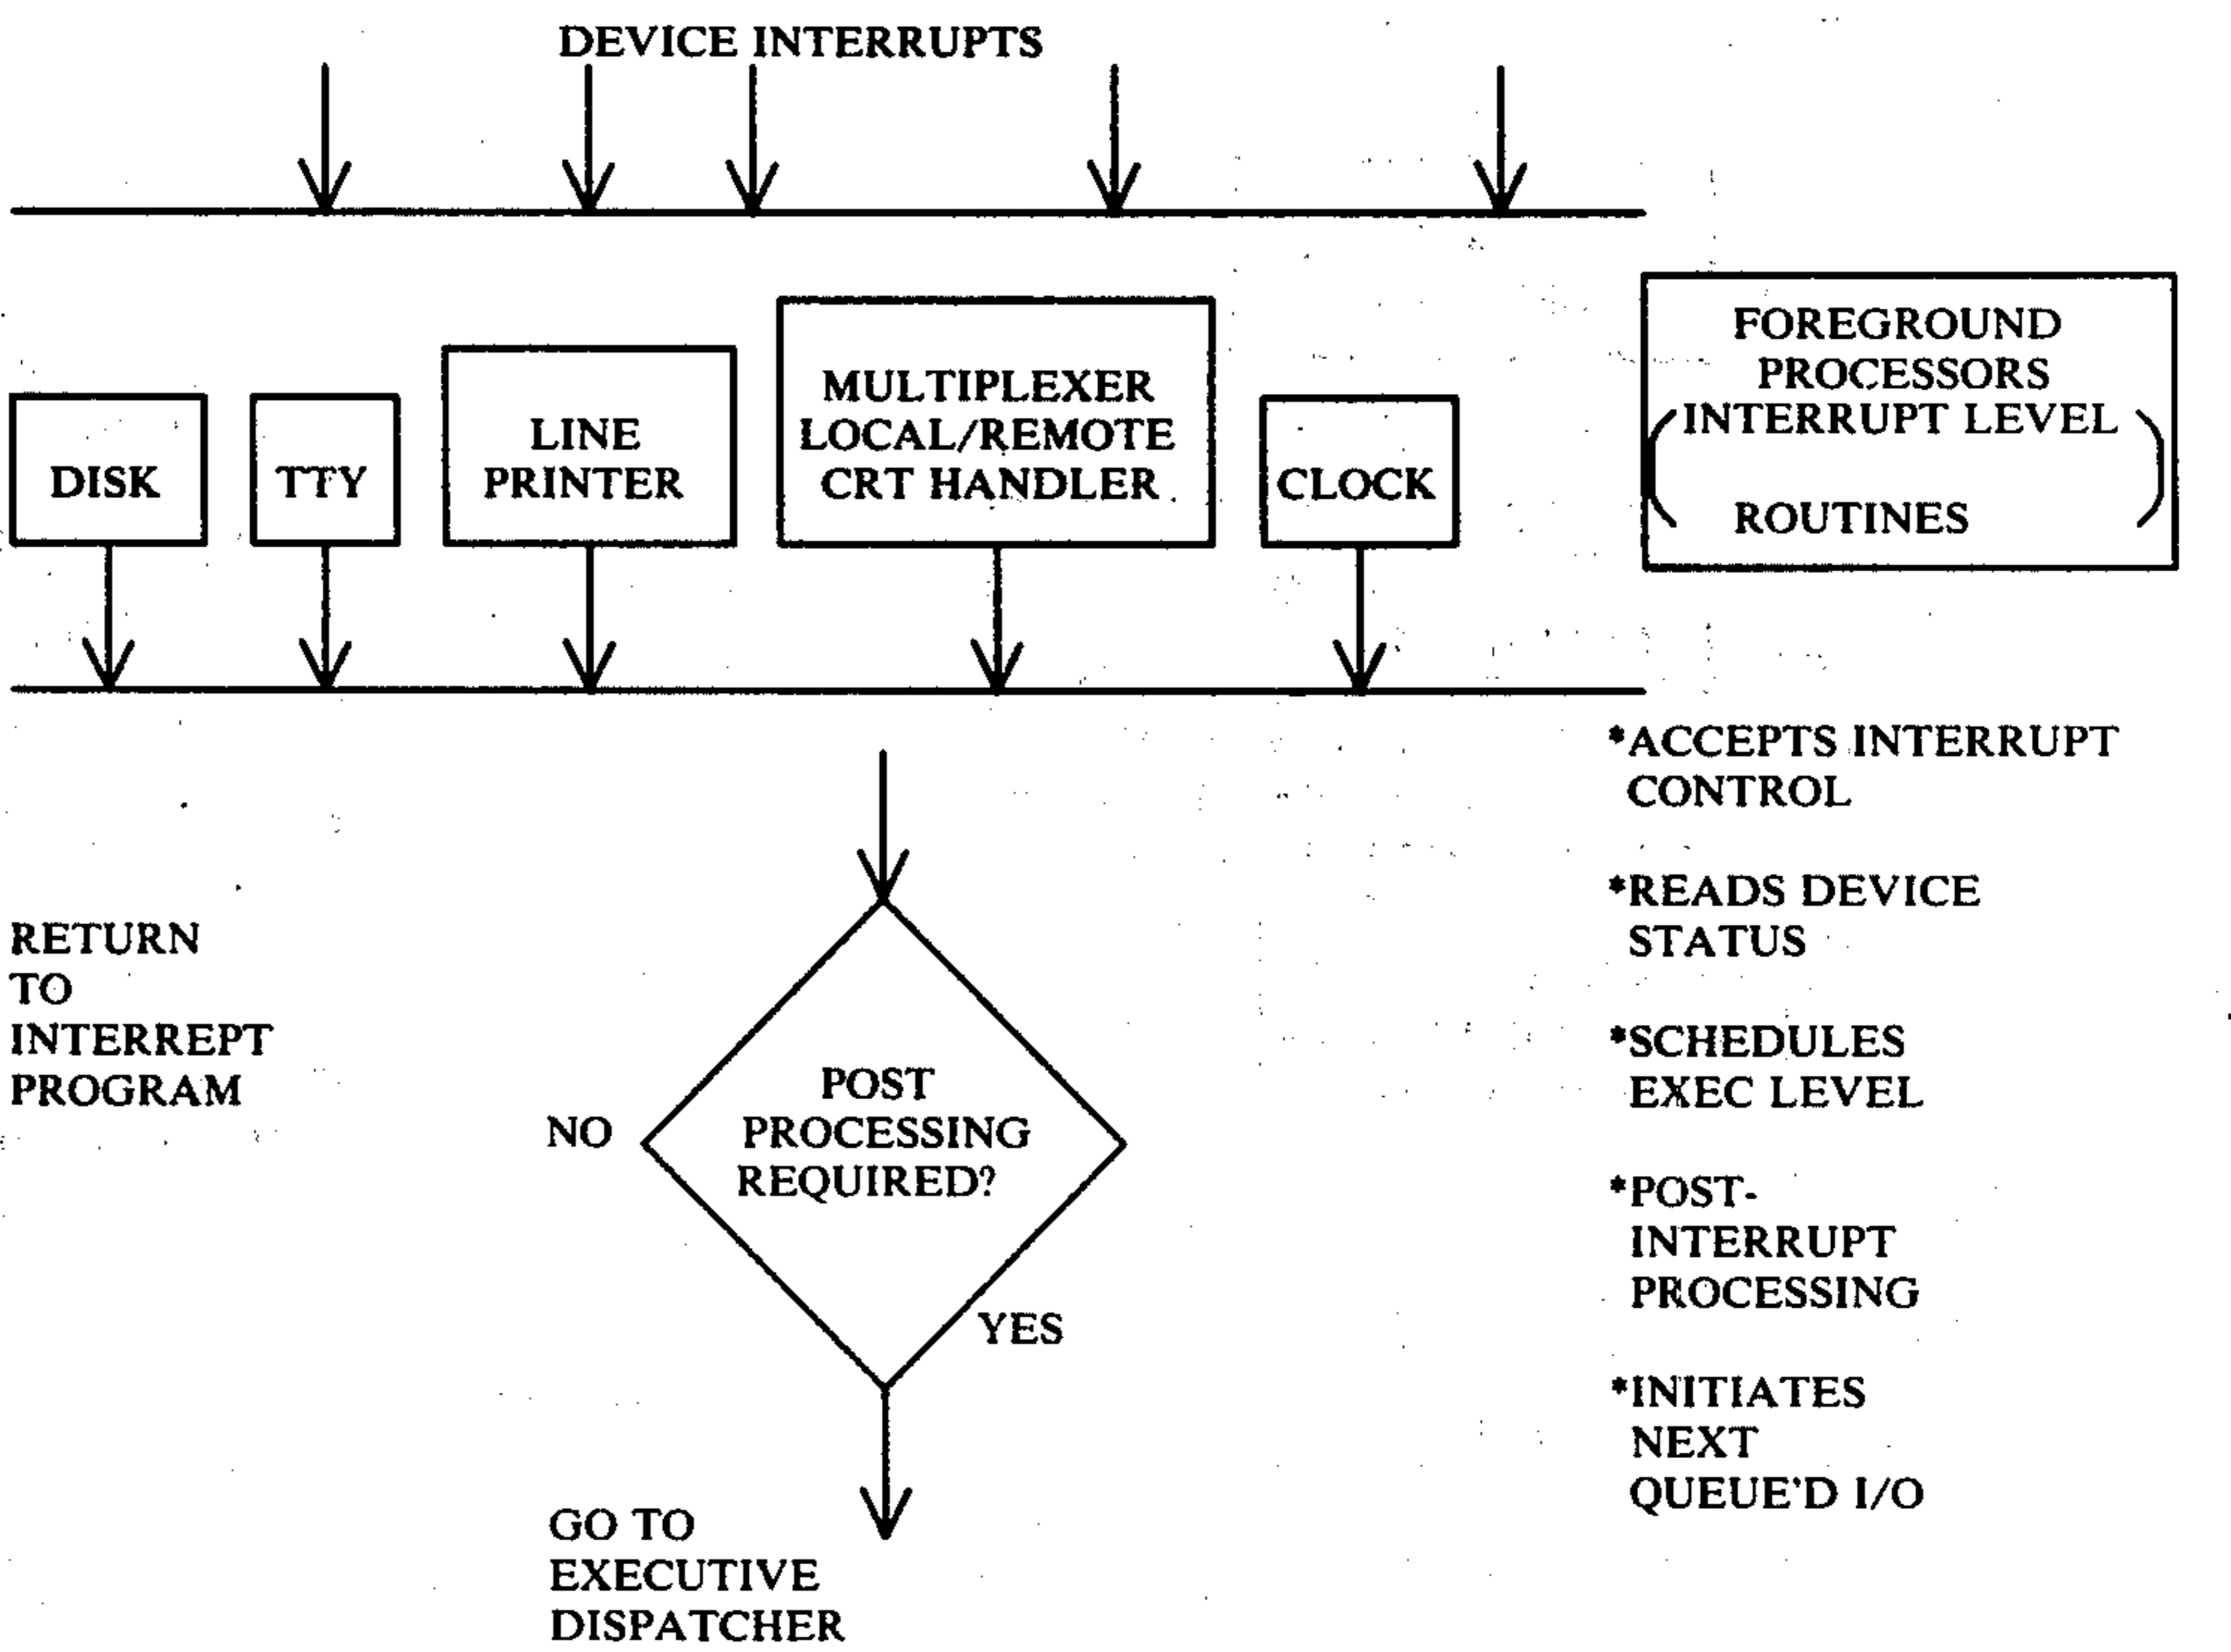 DEVICE INTERRUPTS
DISK
TTY
LINE
PRINTER
MULTIPLEXER
LOCAL/REMOTE
CRT HANDLER
CLOCK
FOREGROUND
PROCESSORS
(INTERRUPT LEVEL
ROUTINES)
RETURN
TO
INTERREPT
PROGRAM
NO
POST
PROCESSING
REQUIRED?
YES
GO TO
EXECUTIVE
DISPATCHER
*ACCEPTS INTERRUPT
CONTROL
*READS DEVICE
STATUS
*SCHEDULES
EXEC LEVEL
*POST-
INTERRUPT
PROCESSING
*INITIATES
NEXT
QUEUE'D I/O